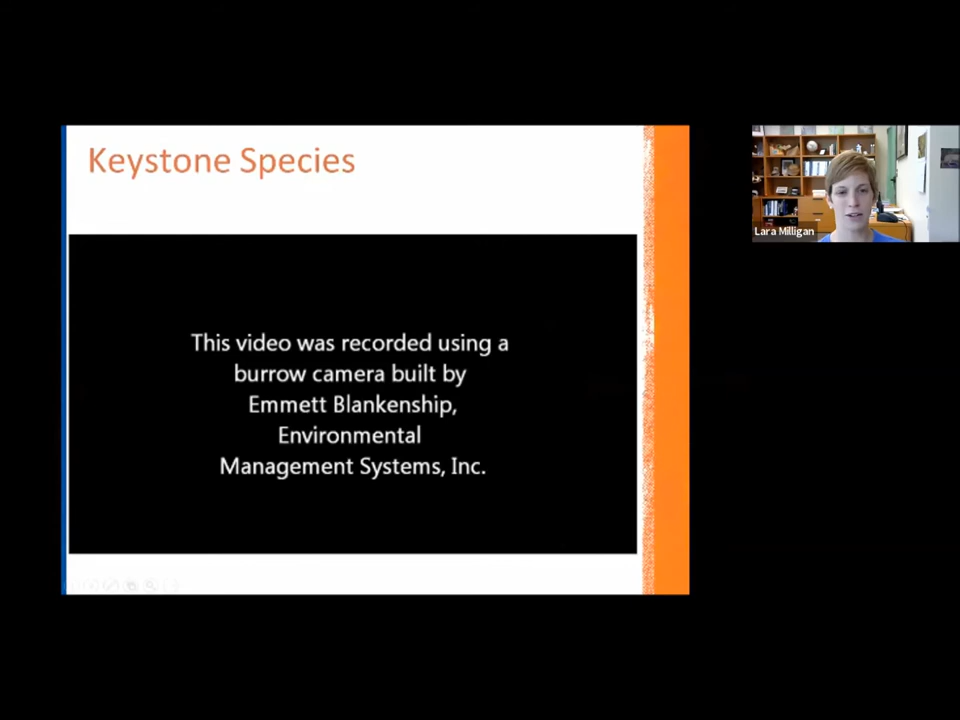 Keystone Species
This video was recorded using a
burrow camera built by
Emmett Blankenship,
Environmental
Management Systems, Inc.
Lara Milligan